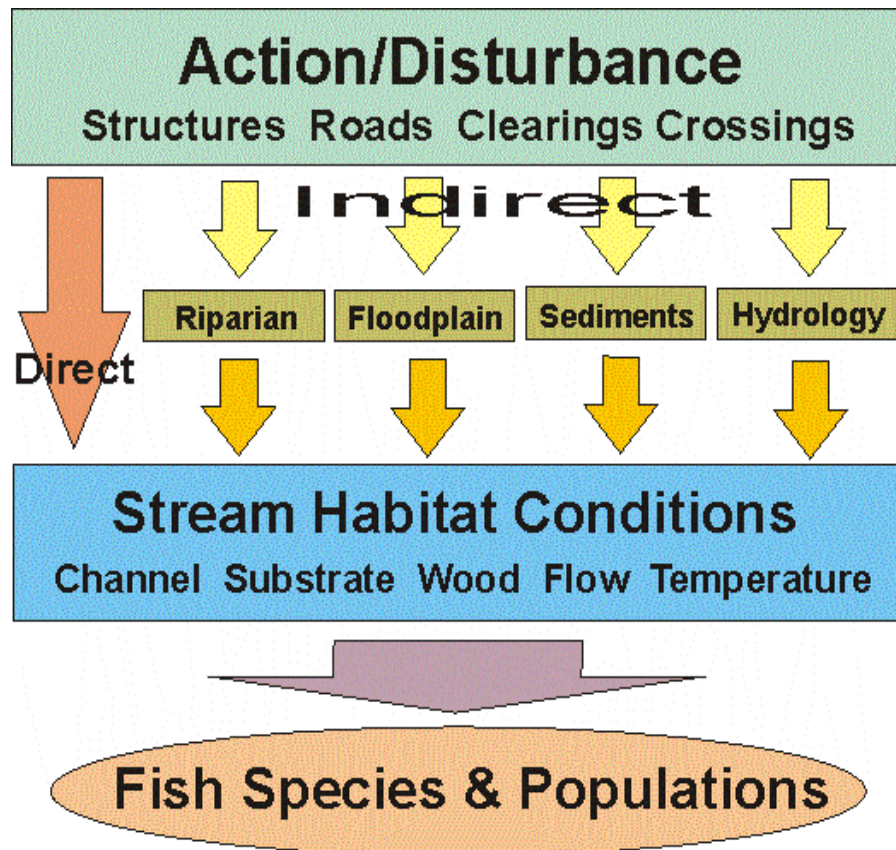 Action/Disturbance
Structures Roads Clearings Crossings
Indirect
Riparian Floodplain Sediments Hydrology
Direct
Stream Habitat Conditions
Channel Substrate Wood Flow Temperature
Fish Species & Populations